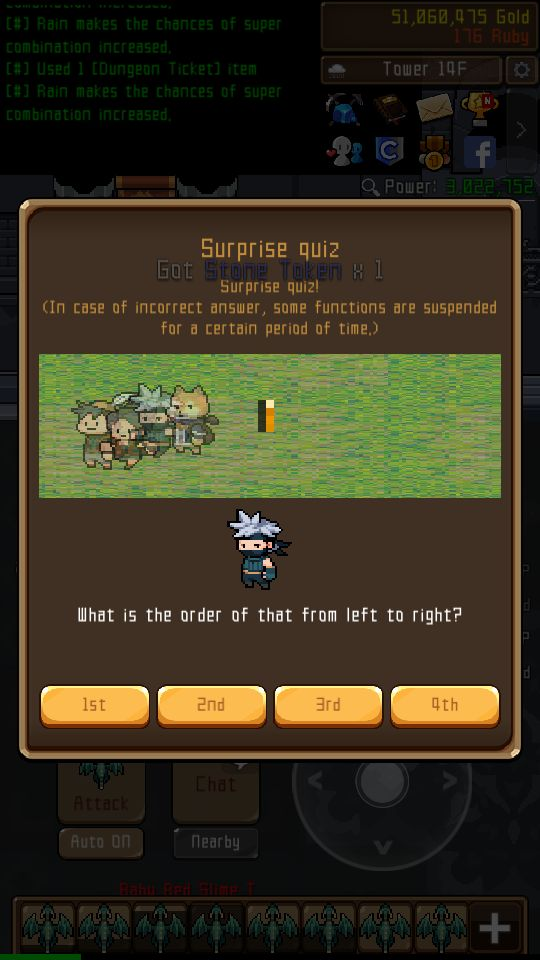 combination increased.
[#] Rain makes the chances of super
combination increased.
[#] Used 1 [Dungeon Ticket] item
[#] Rain makes the chances of super
combination increased.
51,060,475 Gold
176 Ruby
Tower 14F
N
Power: 3,022,752
Surprise quiz
Got Stone Token x 1
Surprise quiz!
(In case of incorrect answer, some functions are suspended
for a certain period of time.)
What is the order of that from left to right?
1st 2nd 3rd 4th
Attack Chat
Auto ON Nearby
Baby Red Slime T